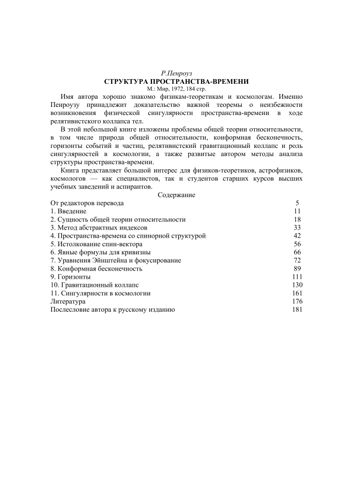 Р.Пенроуз
СТРУКТУРА ПРОСТРАНСТВА-ВРЕМЕНИ
М.: Мир, 1972, 184 стр.
Имя автора хорошо знакомо физикам-теоретикам и космологам. Именно
Пенроузу принадлежит доказательство важной теоремы о неизбежности
возникновения физической сингулярности пространства-времени в ходе
релятивистского коллапса тел.
В этой небольшой книге изложены проблемы общей теории относительности,
в том числе природа общей относительности, конформная бесконечность,
горизонты событий и частиц, релятивистский гравитационный коллапс и роль
сингулярностей в космологии, а также развитые автором методы анализа
структуры пространства-времени.
Книга представляет большой интерес для физиков-теоретиков, астрофизиков,
космологов — как специалистов, так и студентов старших курсов высших
учебных заведений и аспирантов.
Содержание
От редакторов перевода 5
1. Введение 11
2. Сущность общей теории относительности 18
3. Метод абстрактных индексов 33
4. Пространства-времена со спинорной структурой 42
5. Истолкование спин-вектора 56
6. Явные формулы для кривизны 66
7. Уравнения Эйнштейна и фокусирование 72
8. Конформная бесконечность 89
9. Горизонты 111
10. Гравитационный коллапс 130
11. Сингулярности в космологии 161
Литература 176
Послесловие автора к русскому изданию 181